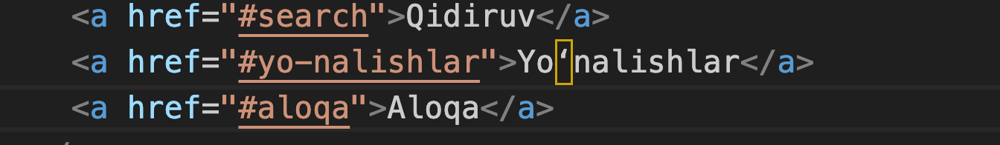 <a href="#search">Qidiruv</a>
<a href="#yo-nalishlar">Yo‘nalishlar</a>
<a href="#aloqa">Aloqa</a>